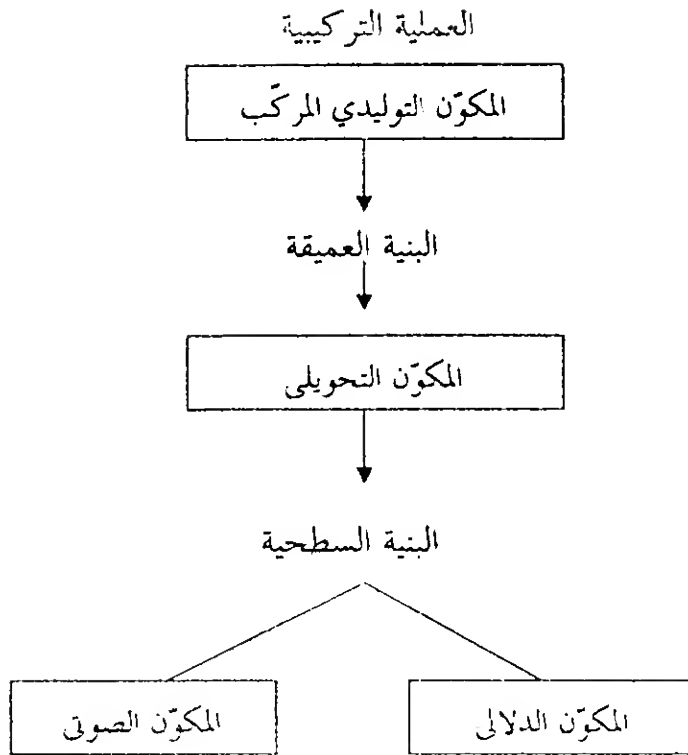 العملية التركيبية
المكوّن التوليدي المركّب
البنية العميقة
المكوّن التحويلى
البنية السطحية
المكوّن الدلالى
المكوّن الصوتى